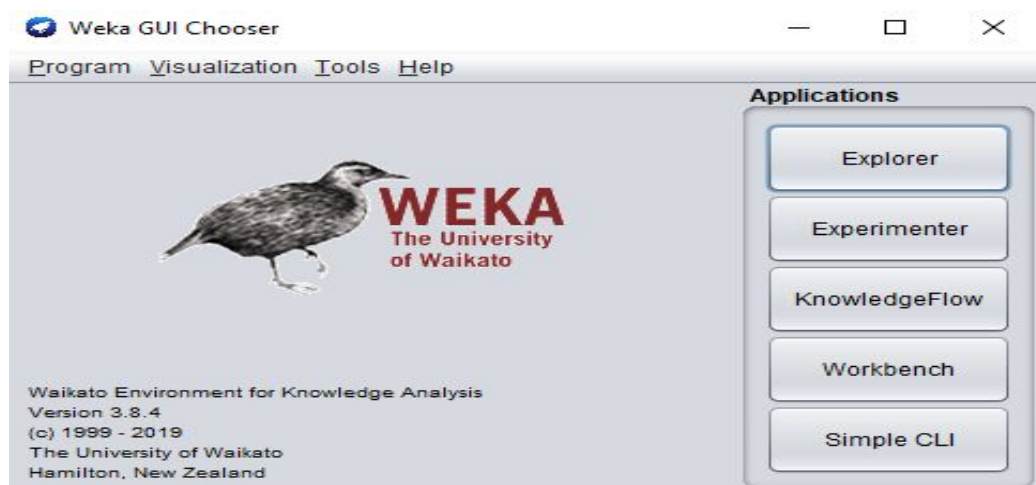 Weka GUI Chooser
Program Visualization Tools Help
Applications
Explorer
Experimenter
KnowledgeFlow
Workbench
Simple CLI
WEKA
The University
of Waikato
Waikato Environment for Knowledge Analysis
Version 3.8.4
(c) 1999 - 2019
The University of Waikato
Hamilton, New Zealand